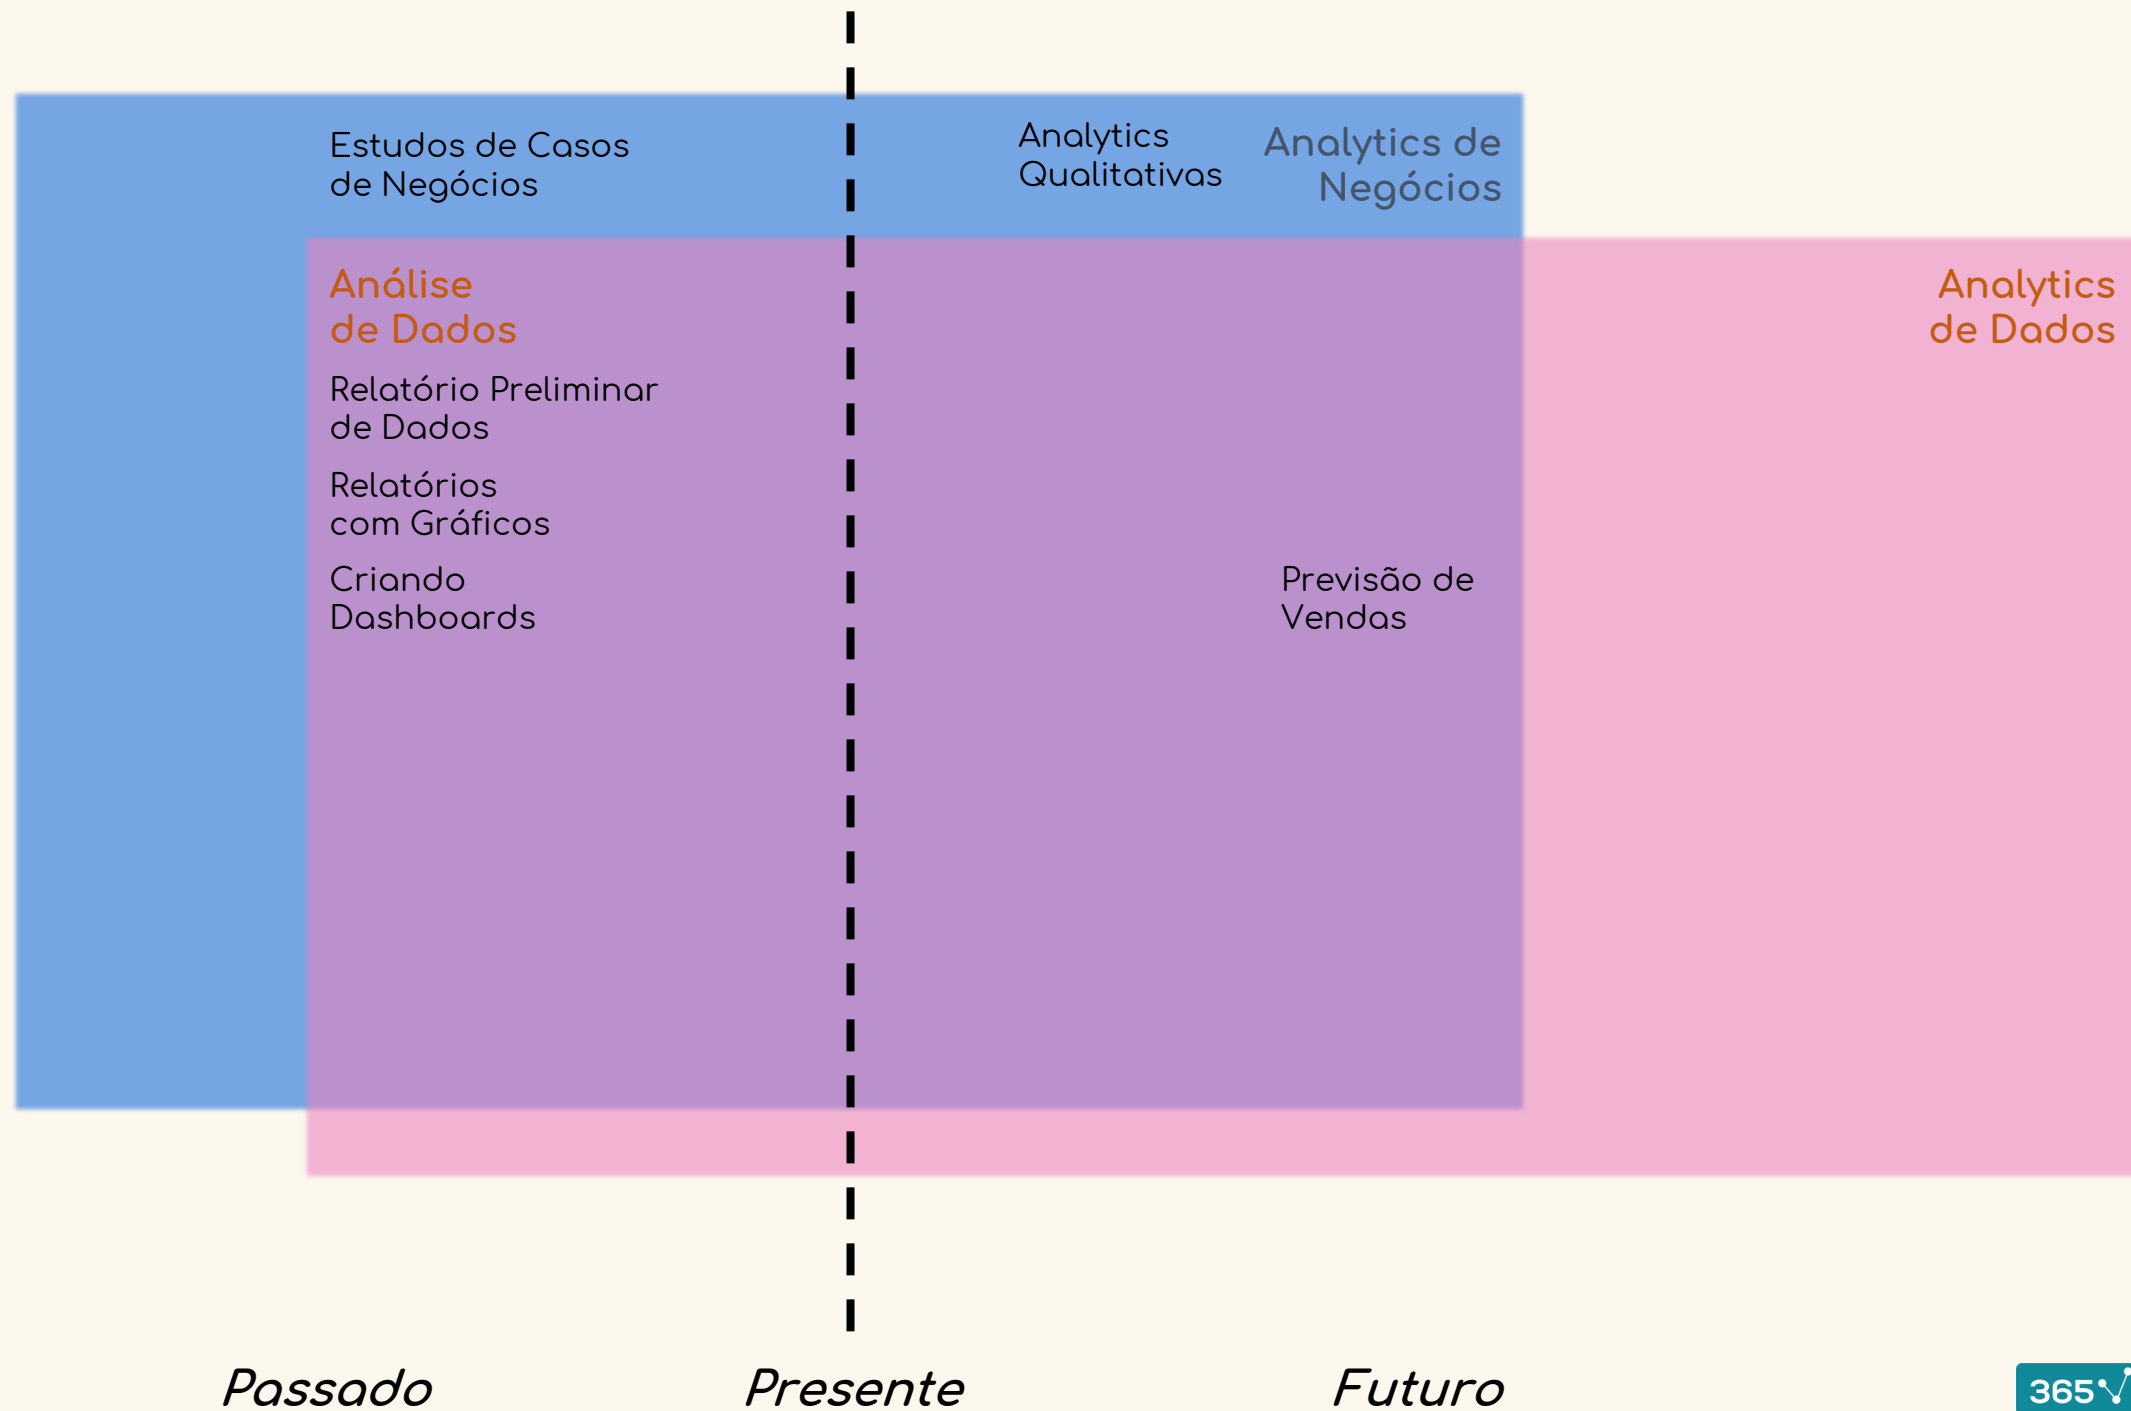 Estudos de Casos
de Negócios
Analytics
Qualitativas
Analytics de
Negócios
Análise
de Dados
Analytics
de Dados
Relatório Preliminar
de Dados
Relatórios
com Gráficos
Criando
Dashboards
Previsão de
Vendas
Passado
Presente
Futuro
365